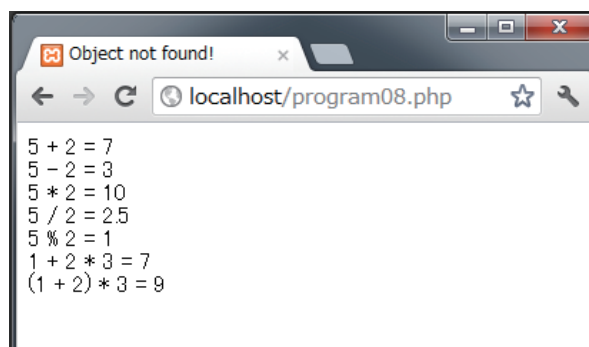 Object not found!
localhost/program08.php
5 + 2 = 7
5 - 2 = 3
5 * 2 = 10
5 / 2 = 2.5
5 % 2 = 1
1 + 2 * 3 = 7
(1 + 2) * 3 = 9